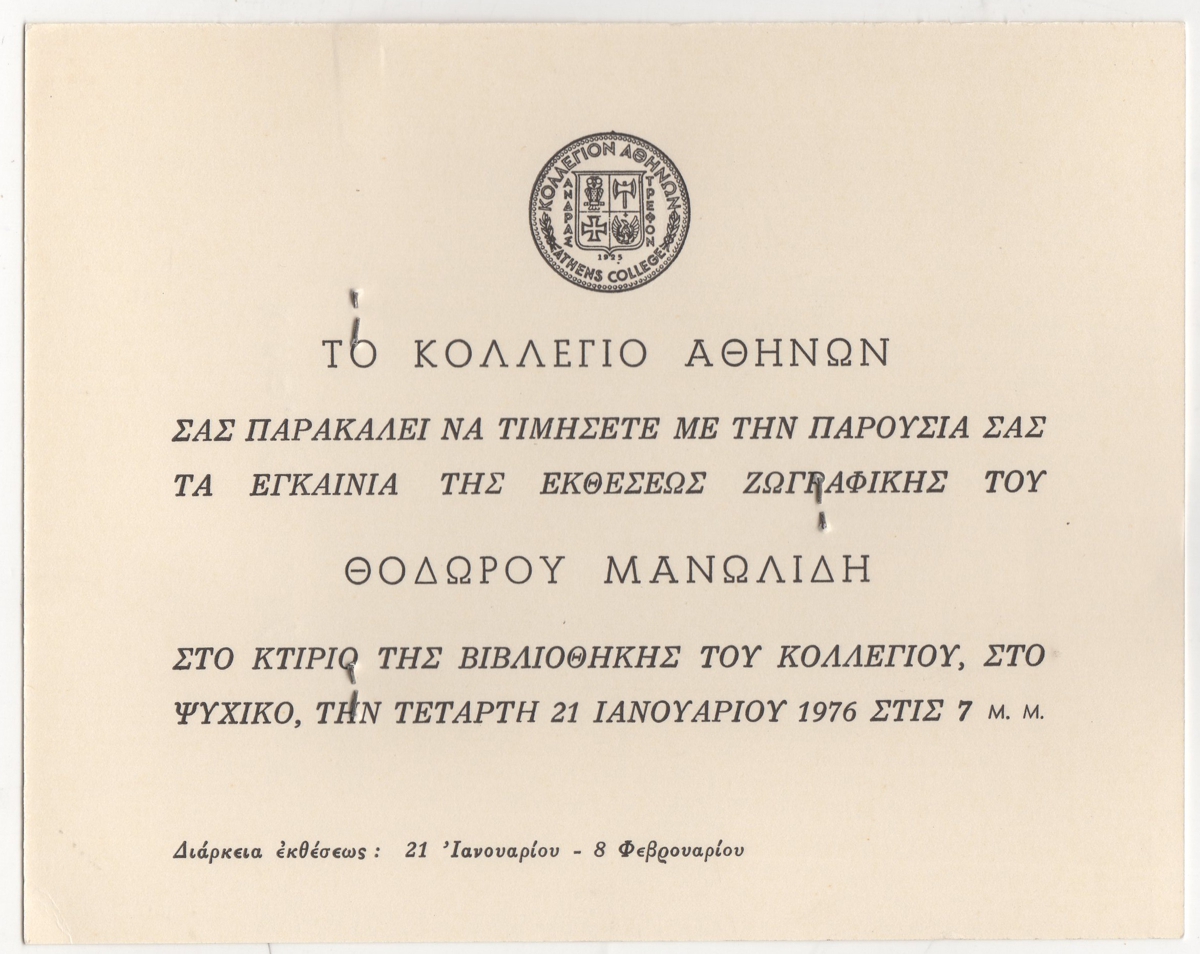 ΚΟΛΛΕΓΙΟΝ ΑΘΗΝΩΝ
ΑΝΔΡΑΣ ΤΡΕΦΟΝ
1925
ATHENS COLLEGE
ΤΟ ΚΟΛΛΕΓΙΟ ΑΘΗΝΩΝ
ΣΑΣ ΠΑΡΑΚΑΛΕΙ ΝΑ ΤΙΜΗΣΕΤΕ ΜΕ ΤΗΝ ΠΑΡΟΥΣΙΑ ΣΑΣ
ΤΑ ΕΓΚΑΙΝΙΑ ΤΗΣ ΕΚΘΕΣΕΩΣ ΖΩΓΡΑΦΙΚΗΣ ΤΟΥ
ΘΟΔΩΡΟΥ ΜΑΝΩΛΙΔΗ
ΣΤΟ ΚΤΙΡΙΟ ΤΗΣ ΒΙΒΛΙΟΘΗΚΗΣ ΤΟΥ ΚΟΛΛΕΓΙΟΥ, ΣΤΟ
ΨΥΧΙΚΟ, ΤΗΝ ΤΕΤΑΡΤΗ 21 ΙΑΝΟΥΑΡΙΟΥ 1976 ΣΤΙΣ 7 Μ. Μ.
Διάρκεια ἐκθέσεως : 21 Ἰανουαρίου - 8 Φεβρουαρίου